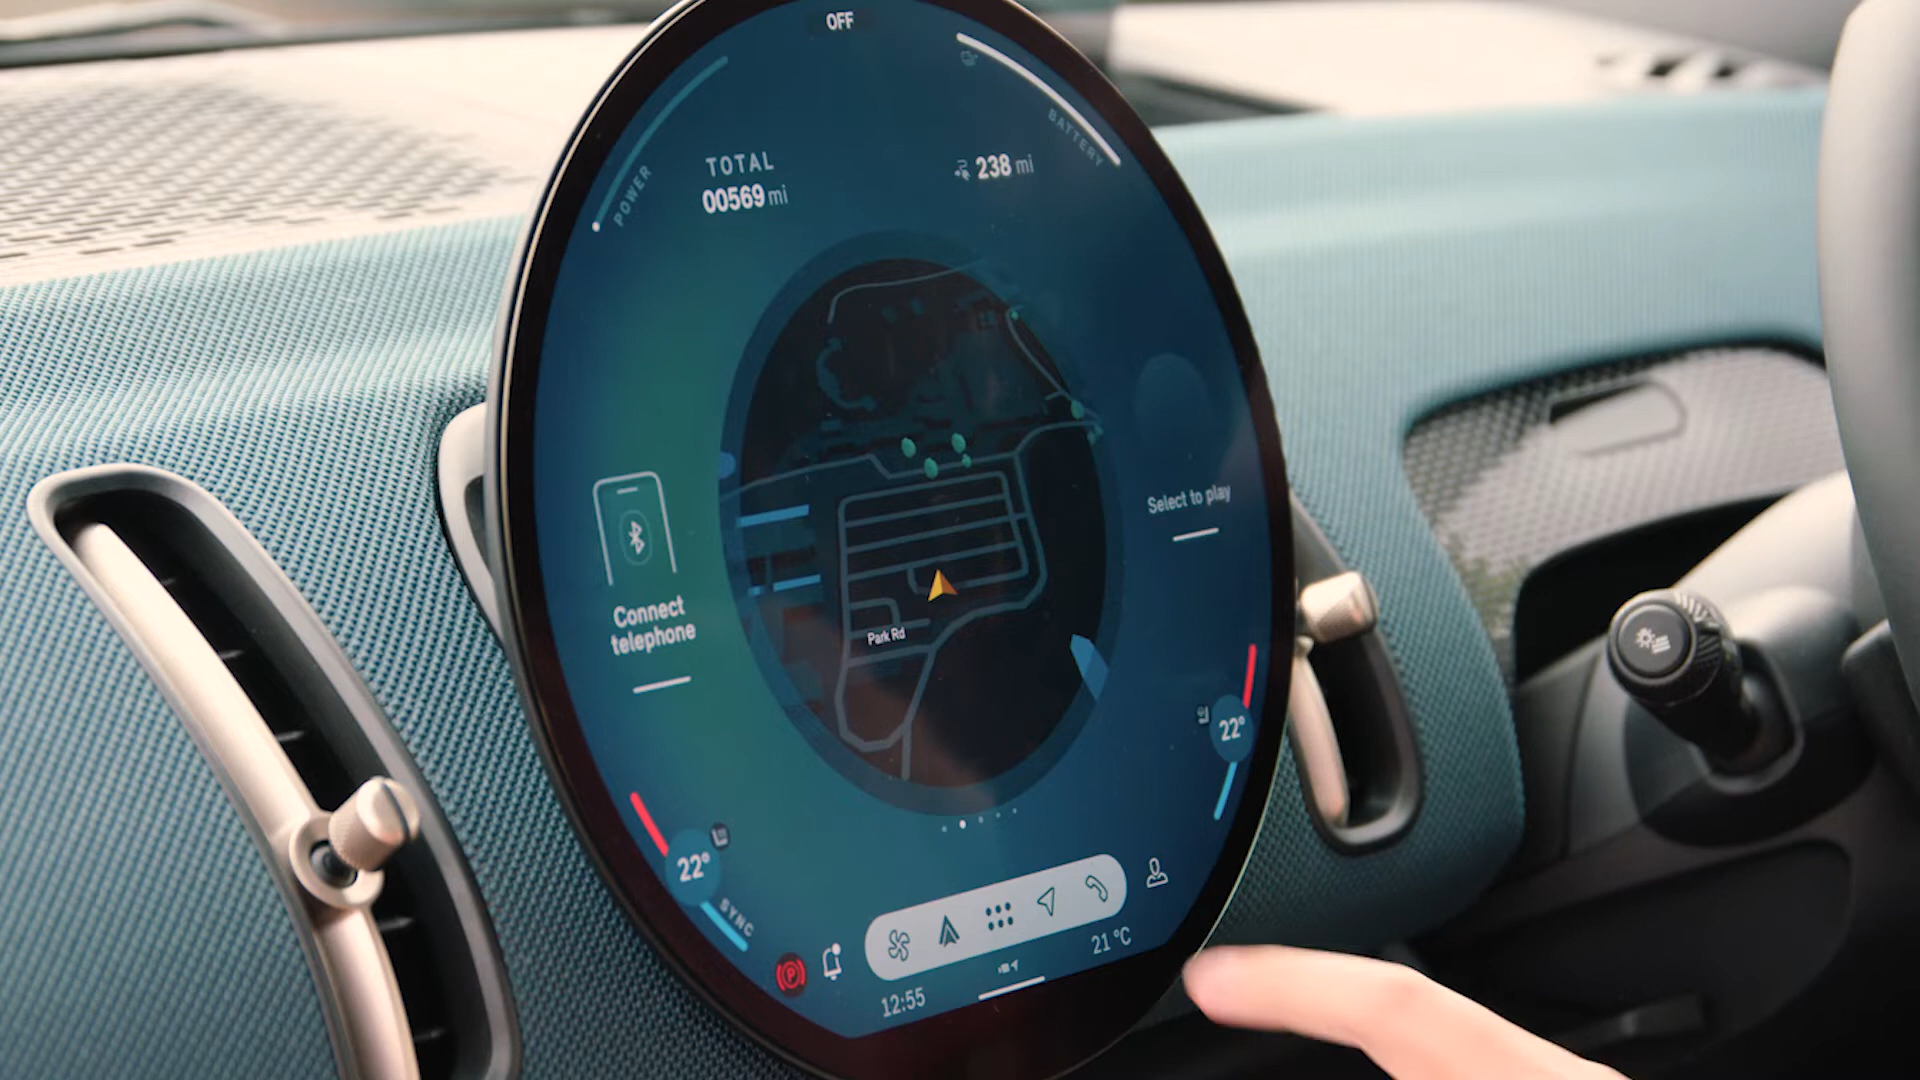 OFF
POWER
BATTERY
TOTAL
00569 mi
238 mi
Connect
telephone
Select to play
Park Rd
22°
22°
SYNC
P
21 °C
12:55